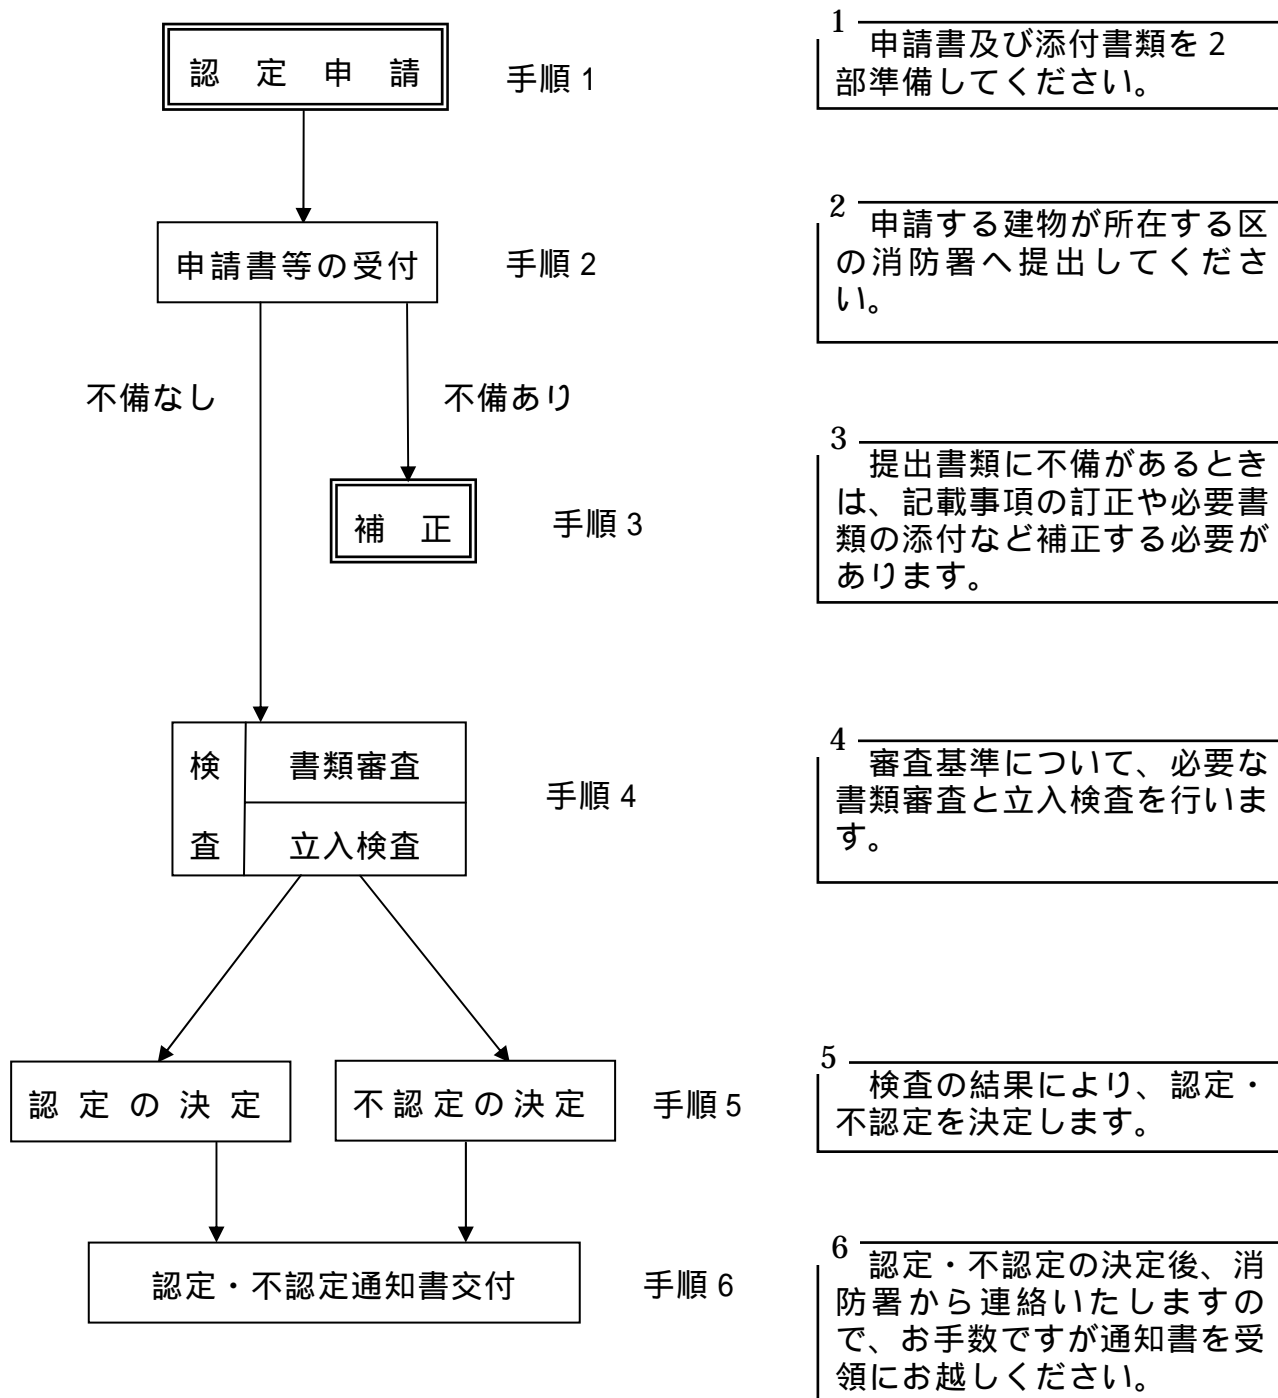 認定申請
手順1
1
申請書及び添付書類を2
部準備してください。
申請書等の受付
手順2
2
申請する建物が所在する区
の消防署へ提出してくださ
い。
不備なし
不備あり
補正
手順3
3
提出書類に不備があるとき
は、記載事項の訂正や必要書
類の添付など補正する必要が
あります。
検査
書類審査
立入検査
手順4
4
審査基準について、必要な
書類審査と立入検査を行いま
す。
認定の決定
不認定の決定
手順5
5
検査の結果により、認定・
不認定を決定します。
認定・不認定通知書交付
手順6
6
認定・不認定の決定後、消
防署から連絡いたしますの
で、お手数ですが通知書を受
領にお越しください。